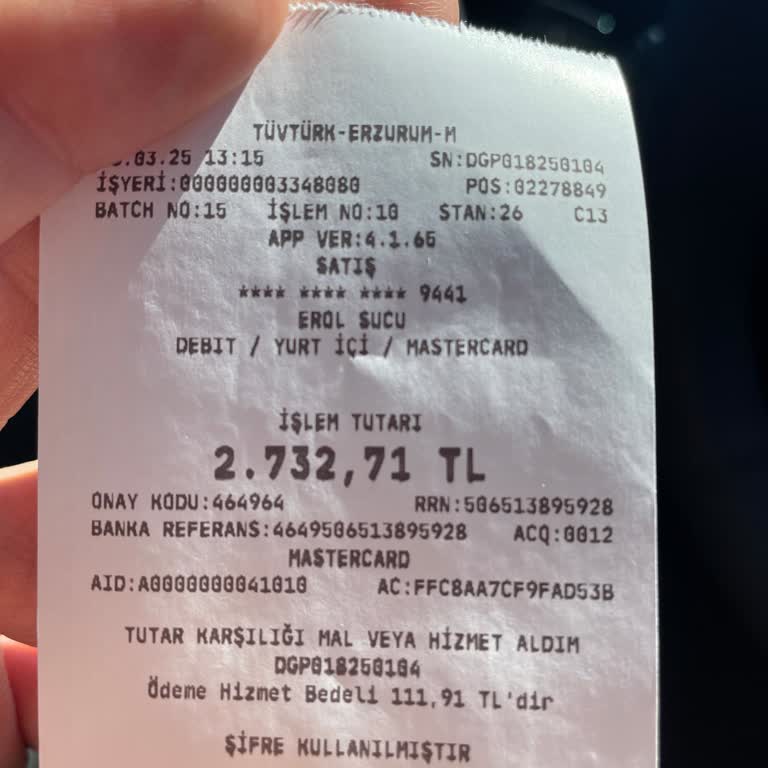 TÜVTÜRK-ERZURUM-M
.03.25 13:15 SN:DGP018250104
İŞYERİ:000000003348080 POS:02278849
BATCH NO:15 İŞLEM NO:10 STAN:26 C13
APP VER:4.1.65
SATIŞ
**** **** **** 9441
EROL SUCU
DEBIT / YURT İÇİ / MASTERCARD
İŞLEM TUTARI
2.732,71 TL
ONAY KODU:464964 RRN:506513895928
BANKA REFERANS:4649506513895928 ACQ:0012
MASTERCARD
AID:A0000000041010 AC:FFC8AA7CF9FAD53B
TUTAR KARŞILIĞI MAL VEYA HİZMET ALDIM
DGP018250104
Ödeme Hizmet Bedeli 111,91 TL'dir
ŞİFRE KULLANILMIŞTIR